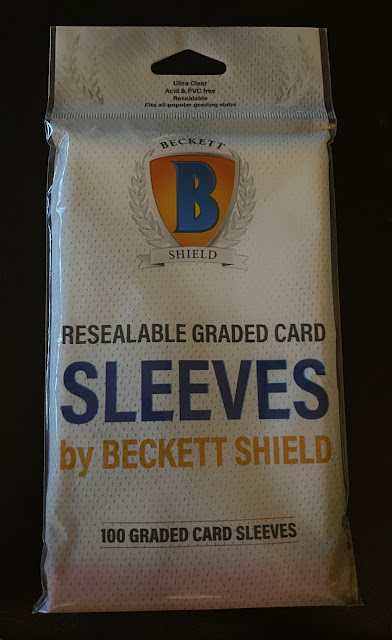 Ultra Clear
Acid & PVC free
Resealable
Fits all popular grading slabs
BECKETT
B
SHIELD
RESEALABLE GRADED CARD
SLEEVES
by BECKETT SHIELD
100 GRADED CARD SLEEVES